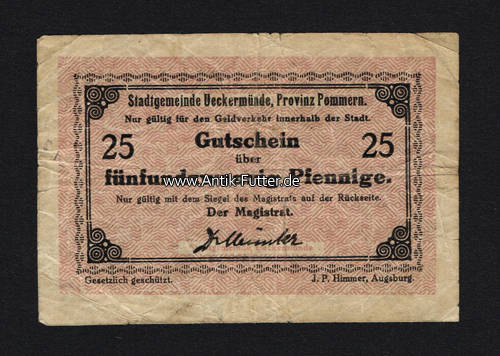 Stadtgemeinde Ueckermünde, Provinz Pommern.
Nur gültig für den Geldverkehr innerhalb der Stadt.
25 Gutschein 25
über
fünfund Pfennige.
www.Antik-Futter.de
Nur gültig mit dem Siegel des Magistrats auf der Rückseite.
Der Magistrat.
Gesetzlich geschützt. J. P. Himmer, Augsburg.